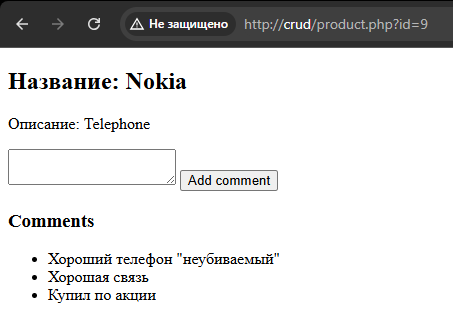 Не защищено http://crud/product.php?id=9
Название: Nokia
Описание: Telephone
Add comment
Comments
Хороший телефон "неубиваемый"
Хорошая связь
Купил по акции